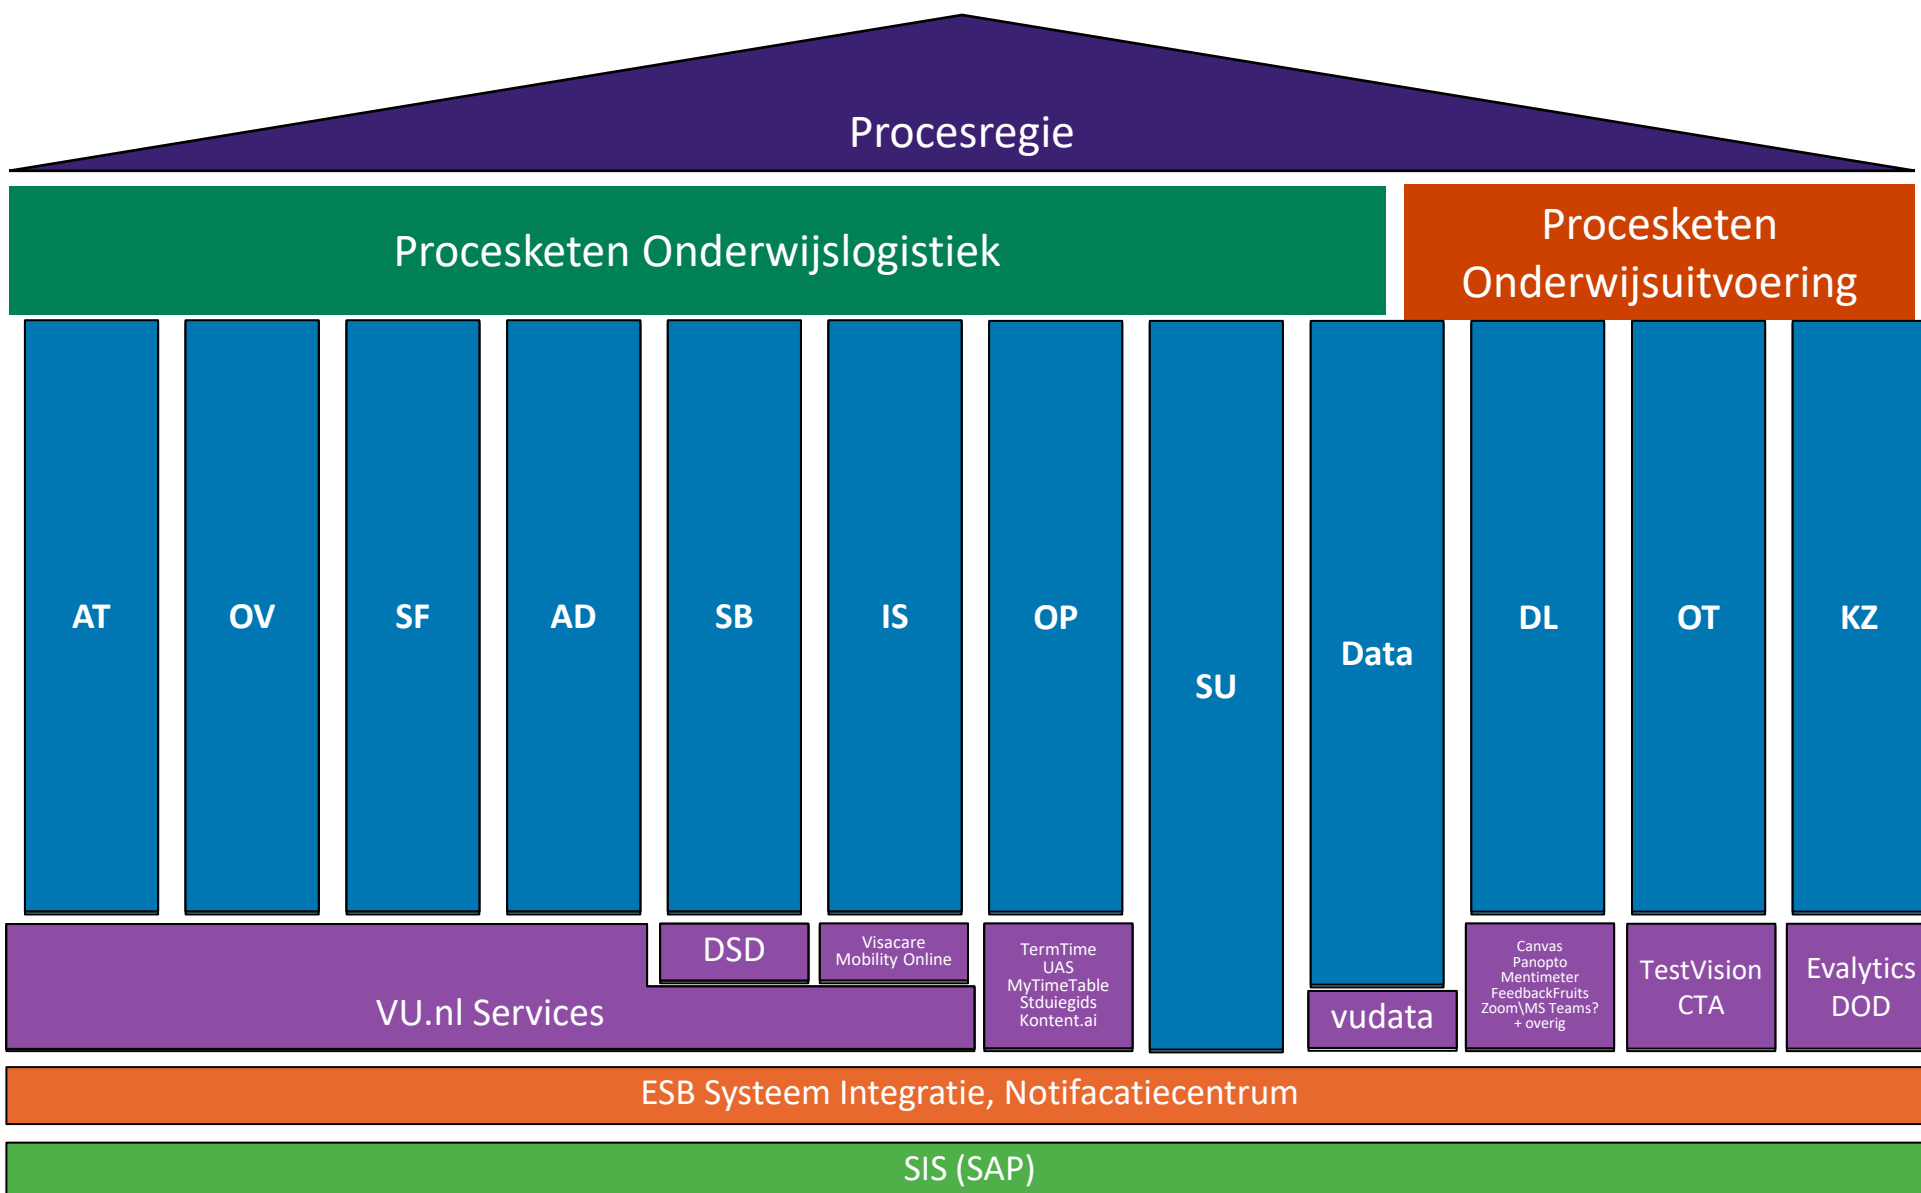 Procesregie
Procesketen Onderwijslogistiek
Procesketen
Onderwijsuitvoering
AT
OV
SF
AD
SB
IS
OP
SU
Data
DL
OT
KZ
VU.nl Services
DSD
Visacare
Mobility Online
TermTime
UAS
MyTimeTable
Stduiegids
Kontent.ai
vudata
Canvas
Panopto
Mentimeter
FeedbackFruits
Zoom\MS Teams?
+ overig
TestVision
CTA
Evalytics
DOD
ESB Systeem Integratie, Notifacatiecentrum
SIS (SAP)